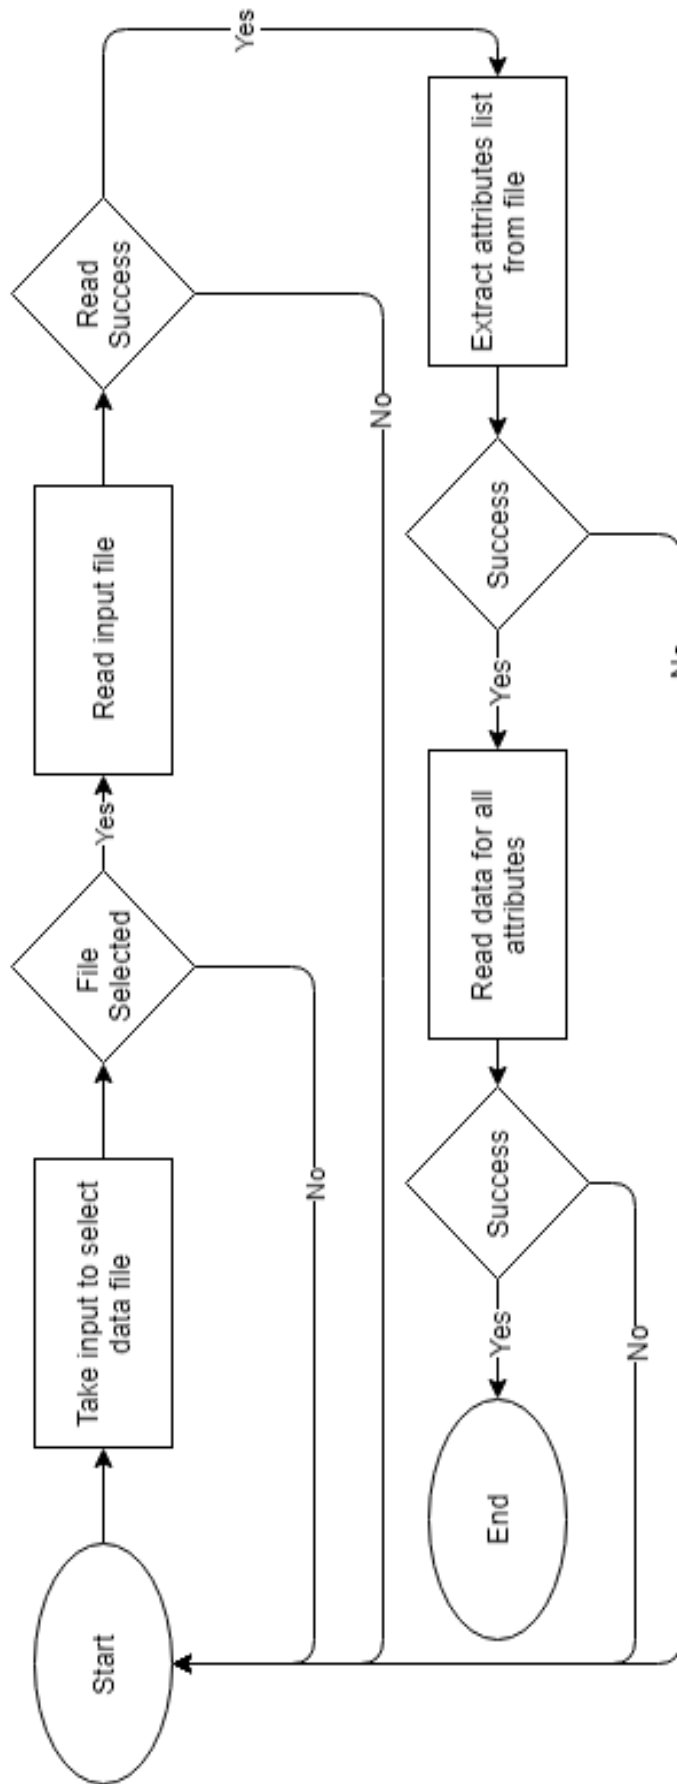 Start
Take input to select
data file
File
Selected
Yes
No
Read input file
Read
Success
Yes
No
Extract attributes list
from file
Success
Yes
Read data for all
attributes
Success
Yes
No
End